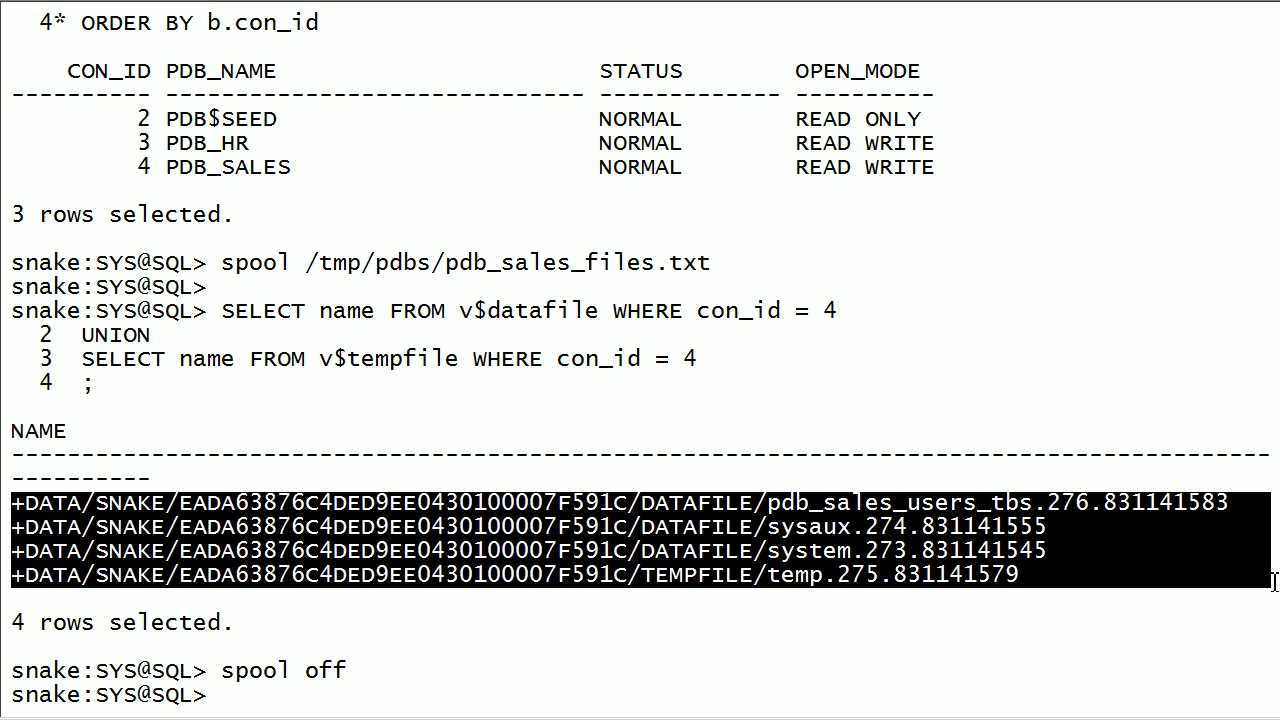 4* ORDER BY b.con_id
    CON_ID PDB_NAME                       STATUS        OPEN_MODE
---------- ------------------------------ ------------- ----------
         2 PDB$SEED                       NORMAL        READ ONLY
         3 PDB_HR                         NORMAL        READ WRITE
         4 PDB_SALES                      NORMAL        READ WRITE
3 rows selected.
snake:SYS@SQL> spool /tmp/pdbs/pdb_sales_files.txt
snake:SYS@SQL>
snake:SYS@SQL> SELECT name FROM v$datafile WHERE con_id = 4
  2  UNION
  3  SELECT name FROM v$tempfile WHERE con_id = 4
  4  ;
NAME
------------------------------------------------------------------------------------------
----------
+DATA/SNAKE/EADA63876C4DED9EE0430100007F591C/DATAFILE/pdb_sales_users_tbs.276.831141583
+DATA/SNAKE/EADA63876C4DED9EE0430100007F591C/DATAFILE/sysaux.274.831141555
+DATA/SNAKE/EADA63876C4DED9EE0430100007F591C/DATAFILE/system.273.831141545
+DATA/SNAKE/EADA63876C4DED9EE0430100007F591C/TEMPFILE/temp.275.831141579
4 rows selected.
snake:SYS@SQL> spool off
snake:SYS@SQL>